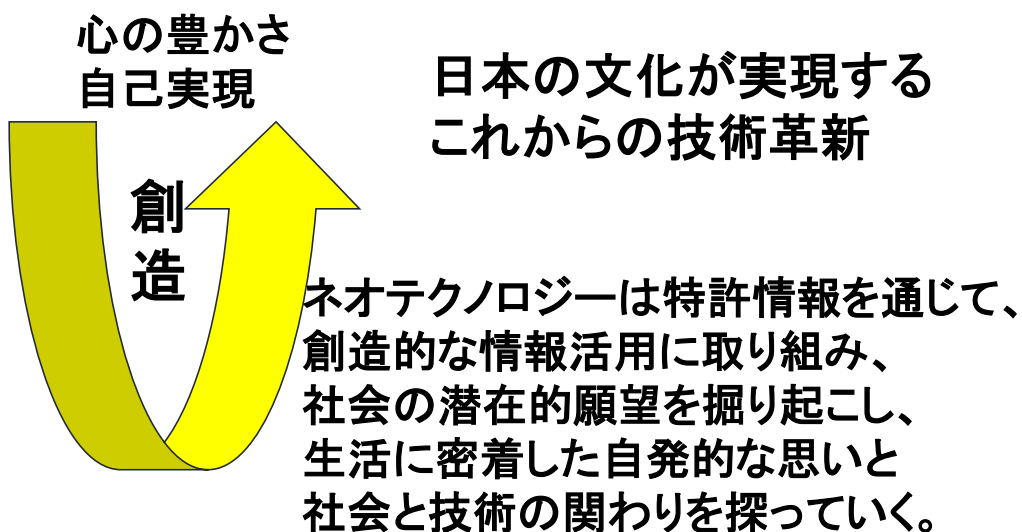 心の豊かさ
自己実現
日本の文化が実現する
これからの技術革新
創
造
ネオテクノロジーは特許情報を通じて、
創造的な情報活用に取り組み、
社会の潜在的願望を掘り起こし、
生活に密着した自発的な思いと
社会と技術の関わりを探っていく。